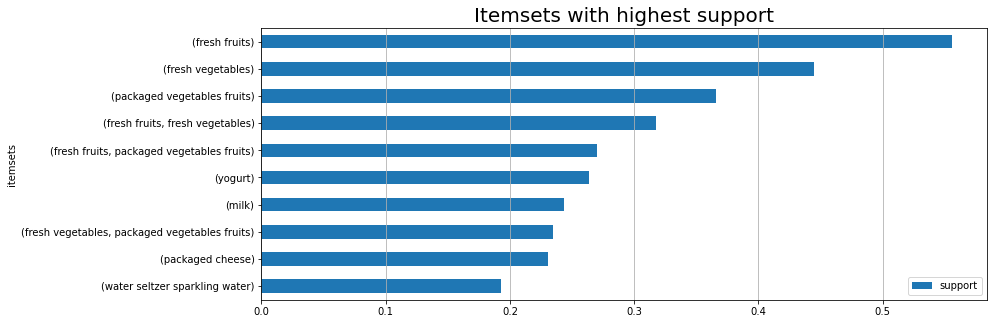 Itemsets with highest support
(fresh fruits)
(fresh vegetables)
(packaged vegetables fruits)
(fresh fruits, fresh vegetables)
(fresh fruits, packaged vegetables fruits)
(yogurt)
(milk)
(fresh vegetables, packaged vegetables fruits)
(packaged cheese)
(water seltzer sparkling water)
itemsets
support
0.0 0.1 0.2 0.3 0.4 0.5